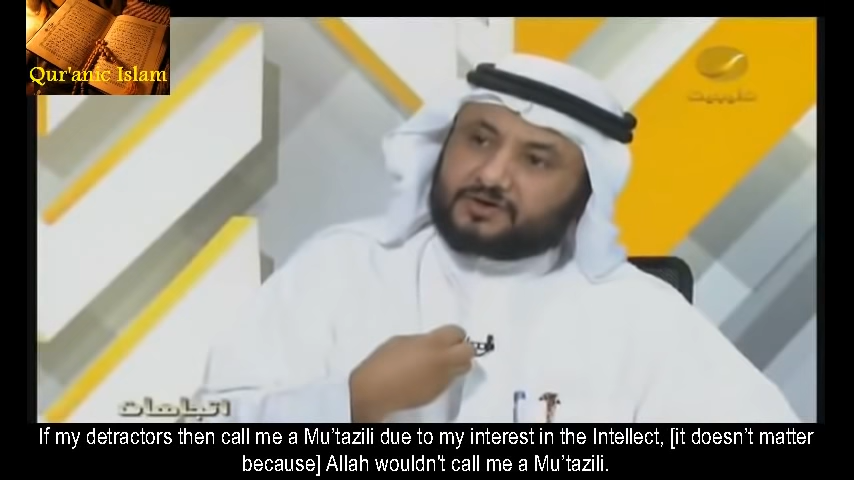 Qur'anic Islam
خليجية
اتجاهات
If my detractors then call me a Mu’tazili due to my interest in the Intellect, [it doesn’t matter
because] Allah wouldn't call me a Mu’tazili.